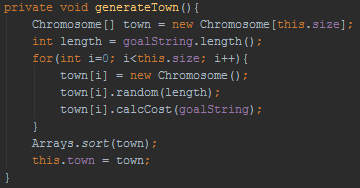 private void generateTown(){
    Chromosome[] town = new Chromosome[this.size];
    int length = goalString.length();
    for(int i=0; i<this.size; i++){
        town[i] = new Chromosome();
        town[i].random(length);
        town[i].calcCost(goalString);
    }
    Arrays.sort(town);
    this.town = town;
}